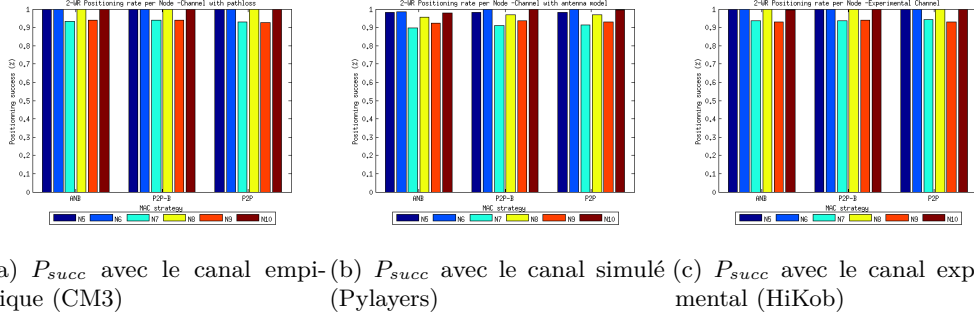 2-WR Positioning rate per Node -Channel with pathloss
1
0.9
0.8
0.7
0.6
0.5
0.4
0.3
0.2
0.1
0
Positionning success (%)
ANB
P2P-B
P2P
MAC strategy
N5
N6
N7
N8
N9
N10
2-WR Positioning rate per Node -Channel with antenna model
1
0.9
0.8
0.7
0.6
0.5
0.4
0.3
0.2
0.1
0
Positionning success (%)
ANB
P2P-B
P2P
MAC strategy
N5
N6
N7
N8
N9
N10
2-WR Positioning rate per Node -Experimental Channel
1
0.9
0.8
0.7
0.6
0.5
0.4
0.3
0.2
0.1
0
Positionning success (%)
ANB
P2P-B
P2P
MAC strategy
N5
N6
N7
N8
N9
N10
a) P_succ avec le canal empi-
ique (CM3)
(b) P_succ avec le canal simulé
(Pylayers)
(c) P_succ avec le canal exp
mental (HiKob)